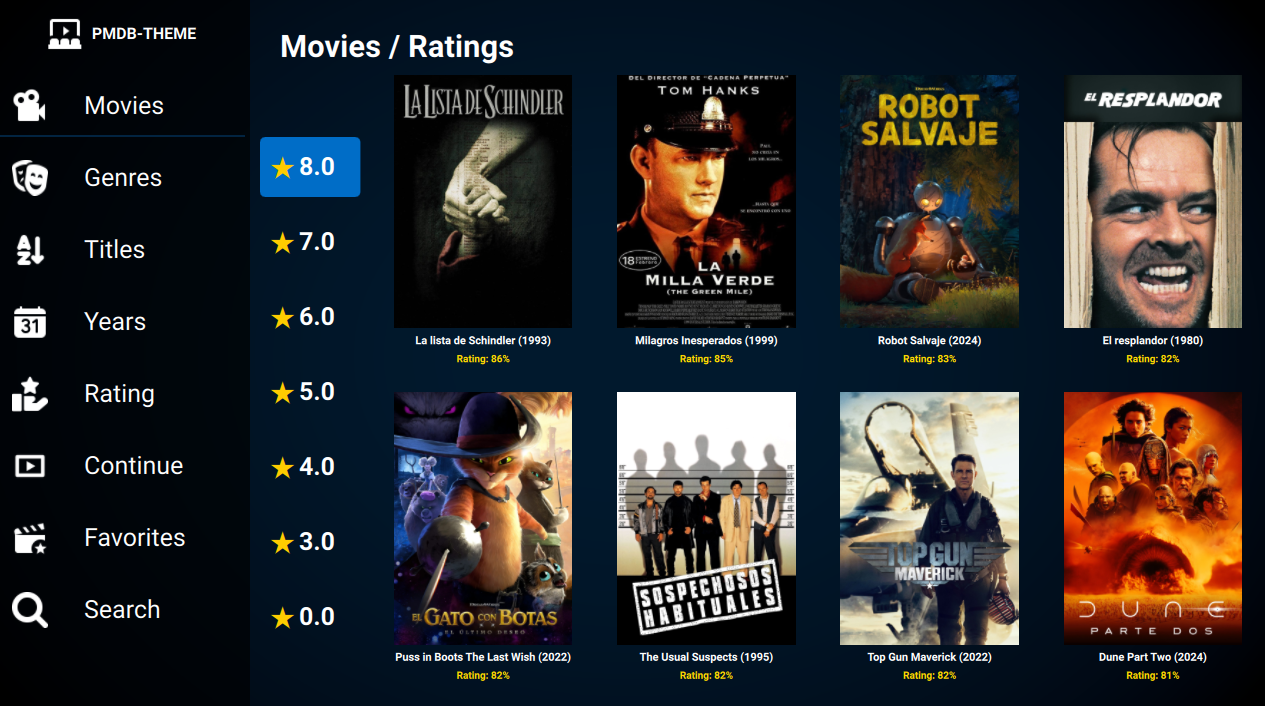 PMDB-THEME
Movies
Genres
Titles
Years
31
Rating
Continue
Favorites
Search
Movies / Ratings
8.0
7.0
6.0
5.0
4.0
3.0
0.0
LA LISTA DE SCHINDLER
La lista de Schindler (1993)
Rating: 86%
DEL DIRECTOR DE "CADENA PERPETUA"
TOM HANKS
18
LA
MILLA VERDE
(THE GREEN MILE)
Milagros Inesperados (1999)
Rating: 85%
ROBOT
SALVAJE
Robot Salvaje (2024)
Rating: 83%
EL RESPLANDOR
El resplandor (1980)
Rating: 82%
EL GATO CON BOTAS
EL ÚLTIMO DESEO
Puss in Boots The Last Wish (2022)
Rating: 82%
SOSPECHOSOS
HABITUALES
The Usual Suspects (1995)
Rating: 82%
TOP GUN
MAVERICK
Top Gun Maverick (2022)
Rating: 82%
DUNE
PARTE DOS
Dune Part Two (2024)
Rating: 81%